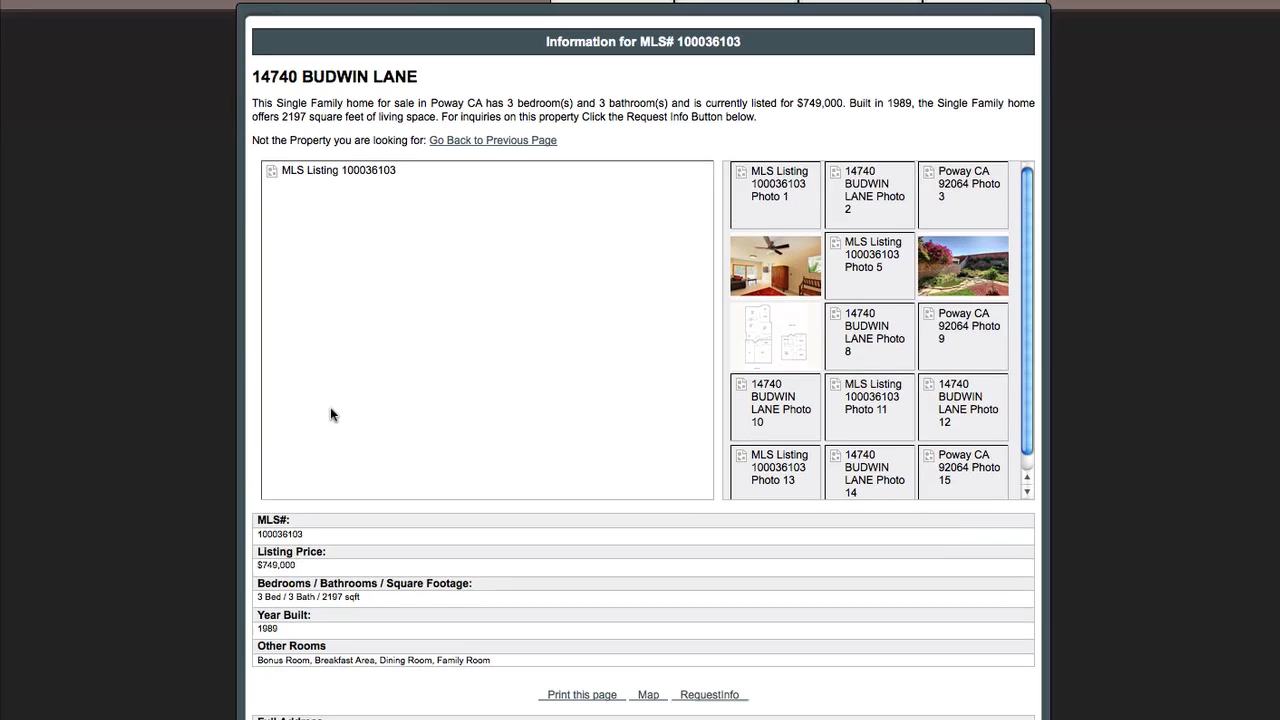 Information for MLS# 100036103
14740 BUDWIN LANE
This Single Family home for sale in Poway CA has 3 bedroom(s) and 3 bathroom(s) and is currently listed for $749,000. Built in 1989, the Single Family home
offers 2197 square feet of living space. For inquiries on this property Click the Request Info Button below.
Not the Property you are looking for: Go Back to Previous Page
MLS Listing 100036103
MLS Listing
100036103
Photo 1
14740
BUDWIN
LANE Photo
2
Poway CA
92064 Photo
3
MLS Listing
100036103
Photo 5
14740
BUDWIN
LANE Photo
8
Poway CA
92064 Photo
9
14740
BUDWIN
LANE Photo
10
MLS Listing
100036103
Photo 11
14740
BUDWIN
LANE Photo
12
MLS Listing
100036103
Photo 13
14740
BUDWIN
LANE Photo
14
Poway CA
92064 Photo
15
MLS#:
100036103
Listing Price:
$749,000
Bedrooms / Bathrooms / Square Footage:
3 Bed / 3 Bath / 2197 sqft
Year Built:
1989
Other Rooms
Bonus Room, Breakfast Area, Dining Room, Family Room
Print this page Map RequestInfo
Full Address